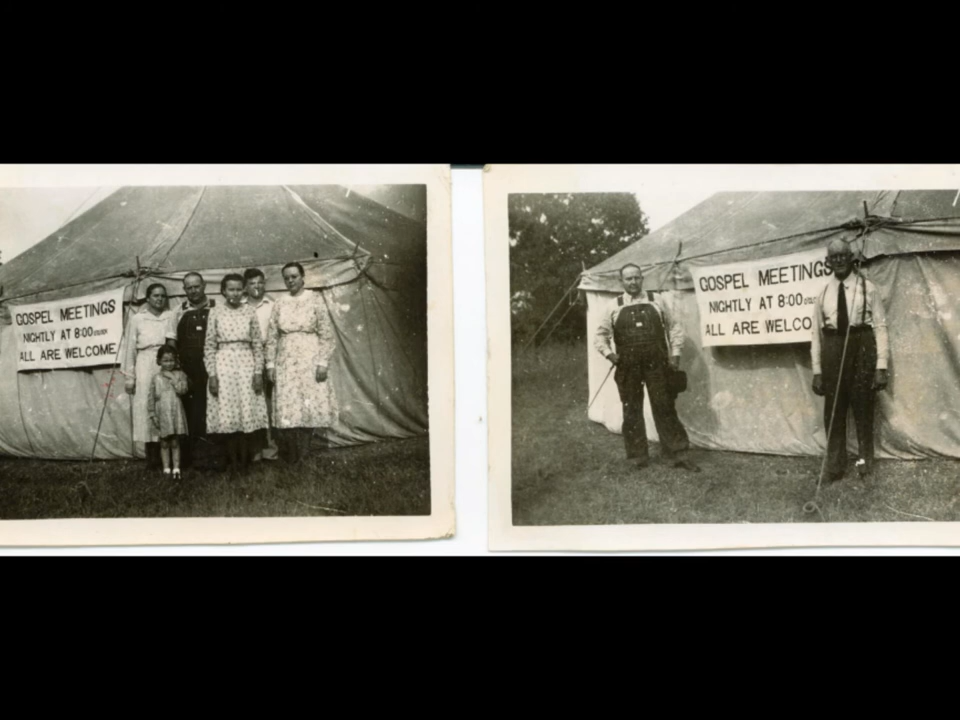 GOSPEL MEETINGS
NIGHTLY AT 8:00
ALL ARE WELCOME
GOSPEL MEETINGS
NIGHTLY AT 8:00
ALL ARE WELCO